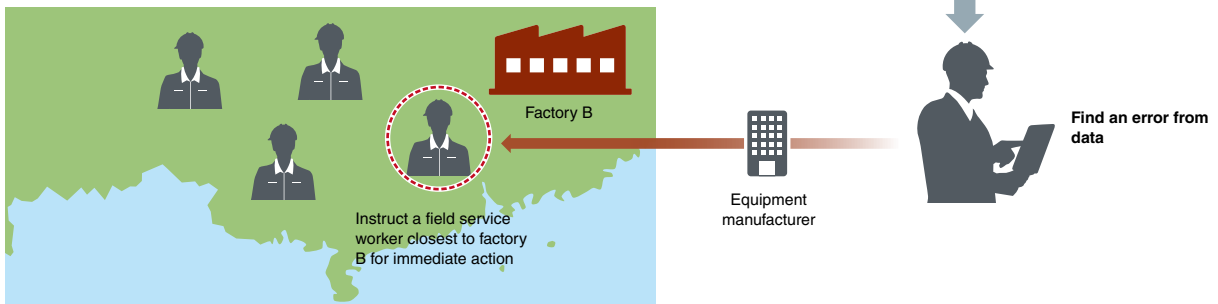 Factory B
Find an error from
data
Equipment
manufacturer
Instruct a field service
worker closest to factory
B for immediate action